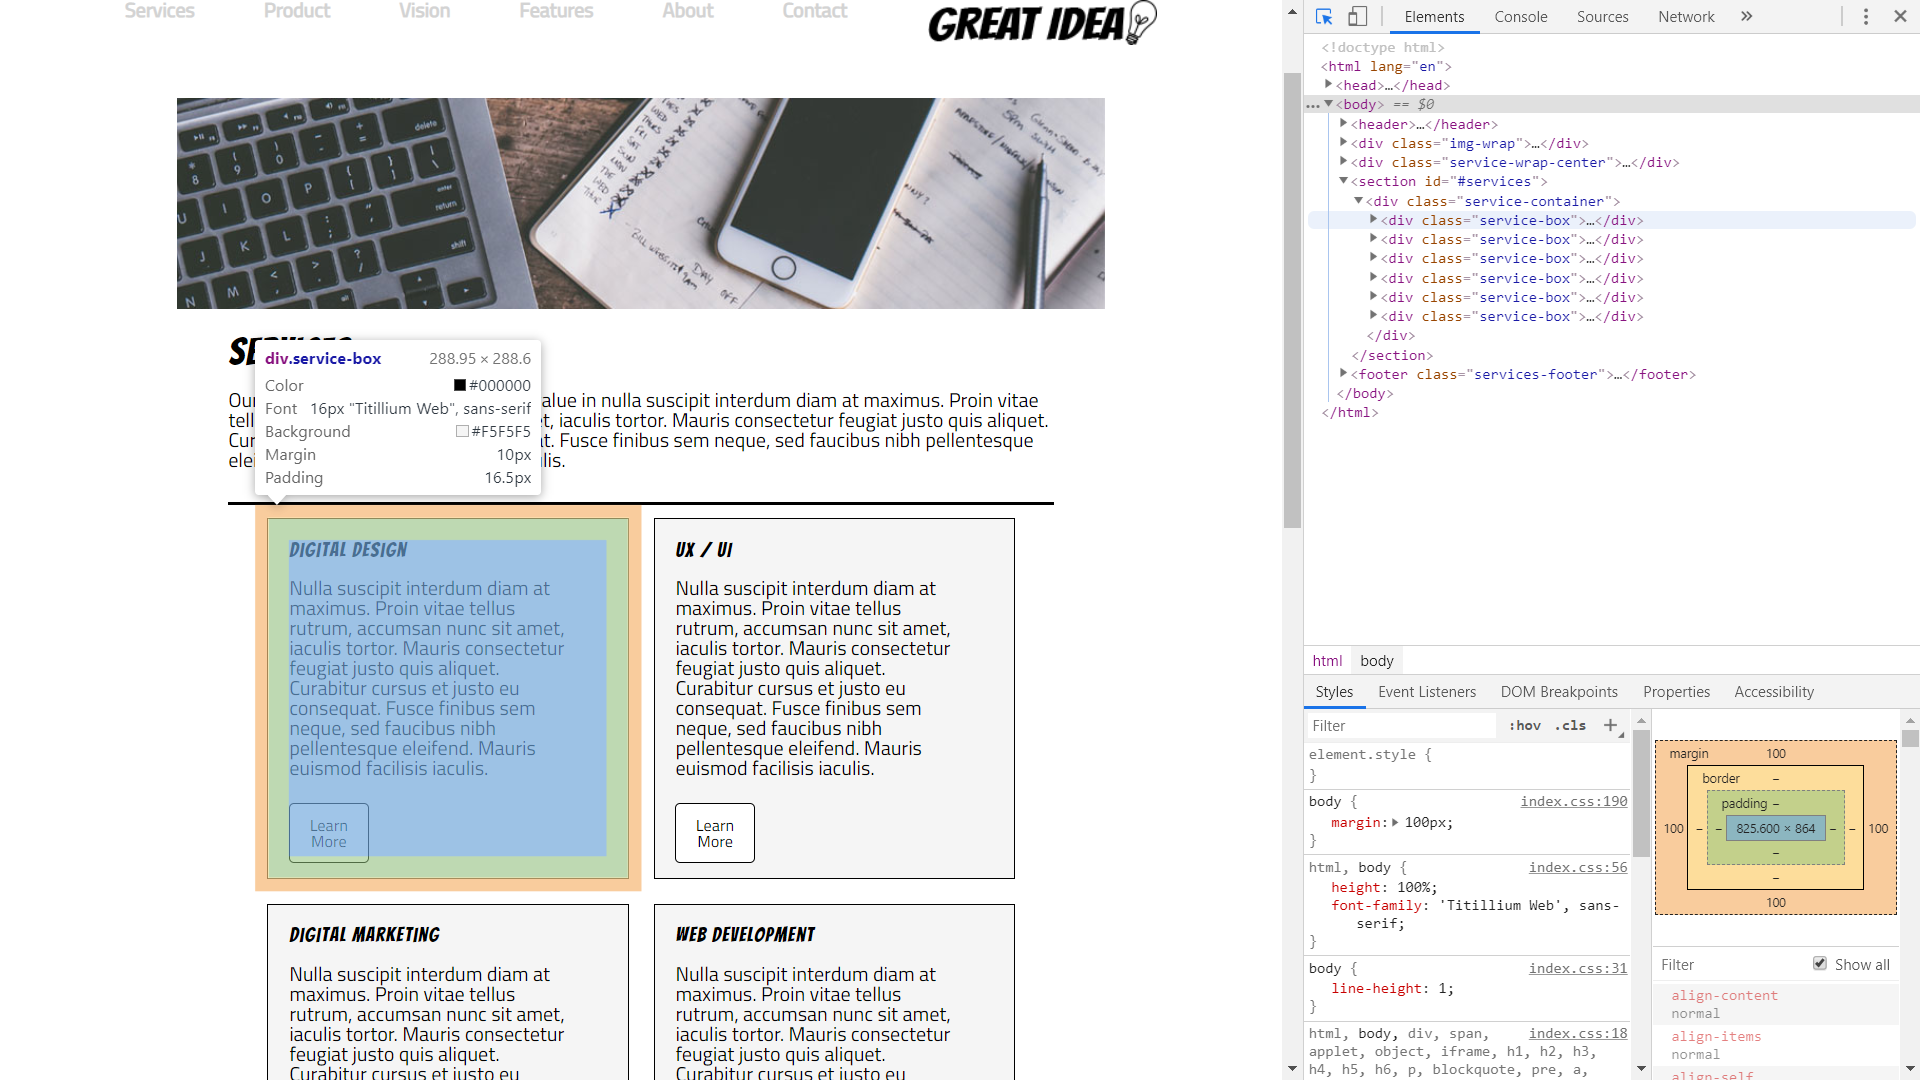 Services Product Vision Features About Contact
GREAT IDEA
delete
enter
return
shift
DAY
OFF
SERVICES
Our
alue in nulla suscipit interdum diam at maximus. Proin vitae
tell
et, iaculis tortor. Mauris consectetur feugiat justo quis aliquet.
Cur
at. Fusce finibus sem neque, sed faucibus nibh pellentesque
elei
lis.
div.service-box 288.95 × 288.6
Color #000000
Font 16px "Titillium Web", sans-serif
Background #F5F5F5
Margin 10px
Padding 16.5px
DIGITAL DESIGN
Nulla suscipit interdum diam at
maximus. Proin vitae tellus
rutrum, accumsan nunc sit amet,
iaculis tortor. Mauris consectetur
feugiat justo quis aliquet.
Curabitur cursus et justo eu
consequat. Fusce finibus sem
neque, sed faucibus nibh
pellentesque eleifend. Mauris
euismod facilisis iaculis.
Learn
More
UX / UI
Nulla suscipit interdum diam at
maximus. Proin vitae tellus
rutrum, accumsan nunc sit amet,
iaculis tortor. Mauris consectetur
feugiat justo quis aliquet.
Curabitur cursus et justo eu
consequat. Fusce finibus sem
neque, sed faucibus nibh
pellentesque eleifend. Mauris
euismod facilisis iaculis.
Learn
More
DIGITAL MARKETING
Nulla suscipit interdum diam at
maximus. Proin vitae tellus
rutrum, accumsan nunc sit amet,
iaculis tortor. Mauris consectetur
feugiat justo quis aliquet.
Curabitur cursus et justo eu
WEB DEVELOPMENT
Nulla suscipit interdum diam at
maximus. Proin vitae tellus
rutrum, accumsan nunc sit amet,
iaculis tortor. Mauris consectetur
feugiat justo quis aliquet.
Curabitur cursus et justo eu
Elements Console Sources Network »
<!doctype html>
<html lang="en">
<head>…</head>
<body> == $0
<header>…</header>
<div class="img-wrap">…</div>
<div class="service-wrap-center">…</div>
<section id="#services">
<div class="service-container">
<div class="service-box">…</div>
<div class="service-box">…</div>
<div class="service-box">…</div>
<div class="service-box">…</div>
<div class="service-box">…</div>
<div class="service-box">…</div>
</div>
</section>
<footer class="services-footer">…</footer>
</body>
</html>
html body
Styles Event Listeners DOM Breakpoints Properties Accessibility
Filter :hov .cls +
element.style {
}
body { index.css:190
margin: 100px;
}
html, body { index.css:56
height: 100%;
font-family: 'Titillium Web', sans-
serif;
}
body { index.css:31
line-height: 1;
}
html, body, div, span, index.css:18
applet, object, iframe, h1, h2, h3,
h4, h5, h6, p, blockquote, pre, a,
margin 100
border –
padding –
100 – – 825.600 × 864 – – 100
–
–
100
Filter Show all
align-content
normal
align-items
normal
align-self